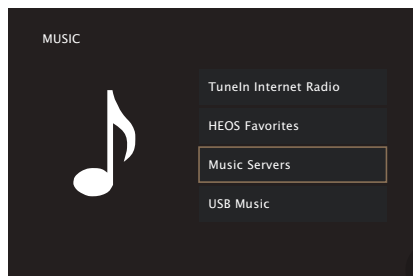 MUSIC
TuneIn Internet Radio
HEOS Favorites
Music Servers
USB Music